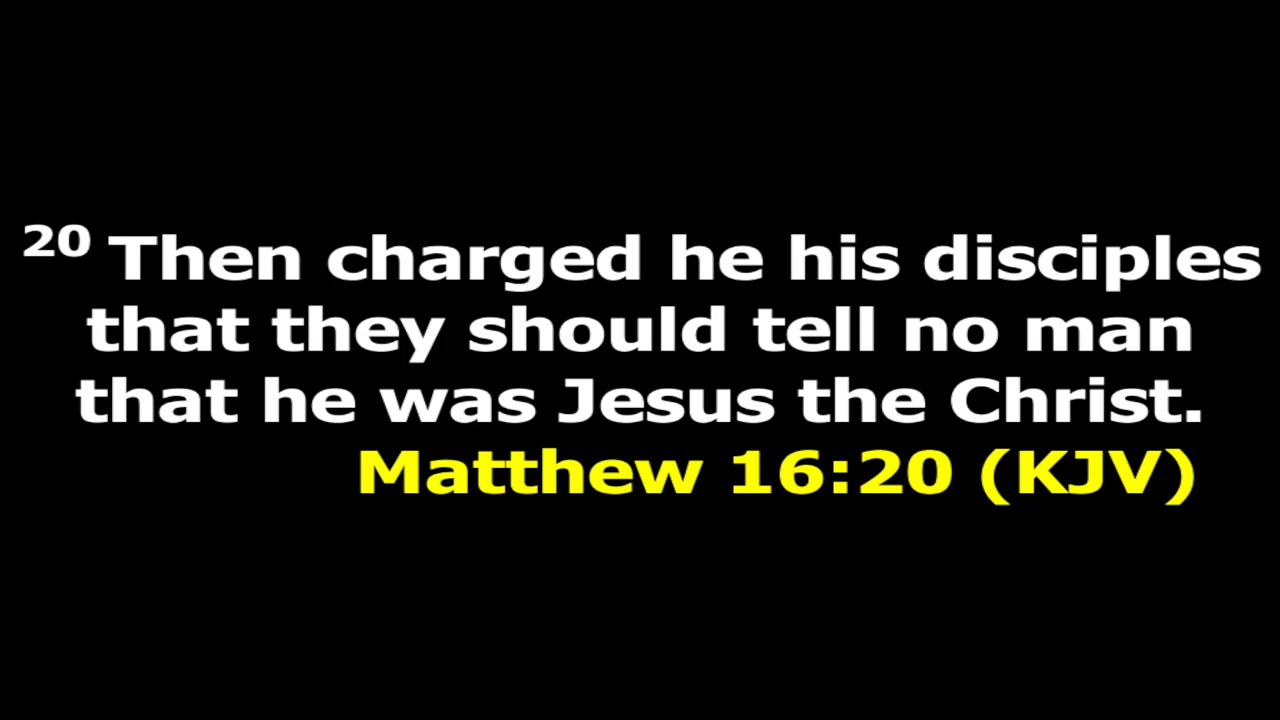 20 Then charged he his disciples
that they should tell no man
that he was Jesus the Christ.
Matthew 16:20 (KJV)